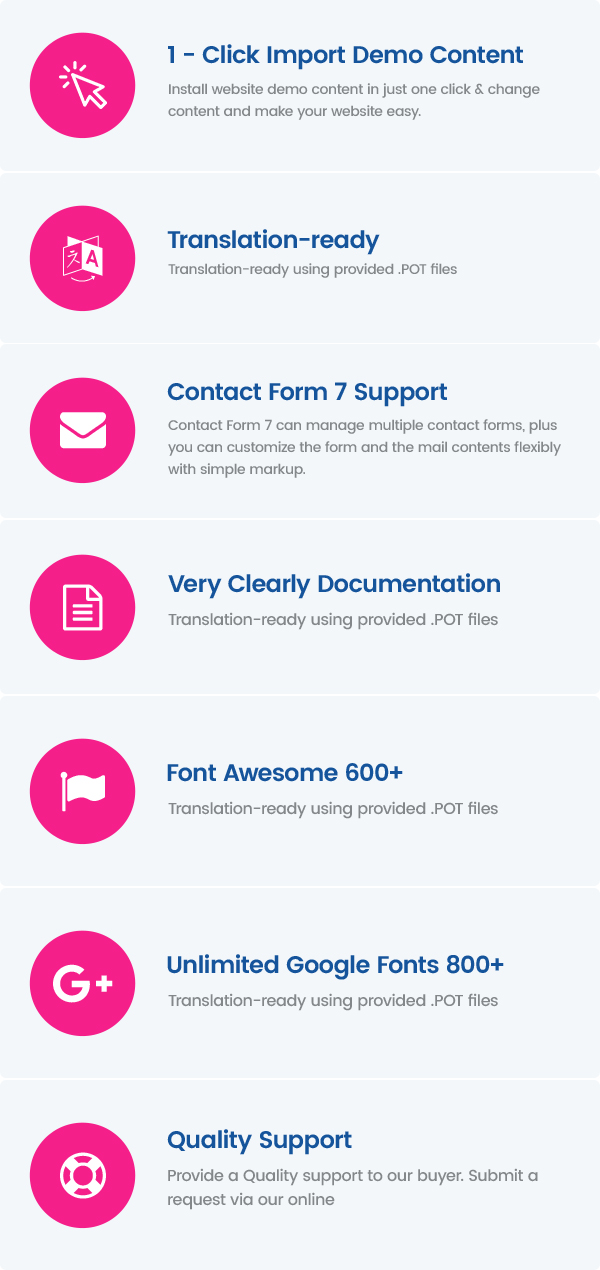 1 - Click Import Demo Content
Install website demo content in just one click & change
content and make your website easy.
Translation-ready
Translation-ready using provided .POT files
Contact Form 7 Support
Contact Form 7 can manage multiple contact forms, plus
you can customize the form and the mail contents flexibly
with simple markup.
Very Clearly Documentation
Translation-ready using provided .POT files
Font Awesome 600+
Translation-ready using provided .POT files
Unlimited Google Fonts 800+
Translation-ready using provided .POT files
Quality Support
Provide a Quality support to our buyer. Submit a
request via our online